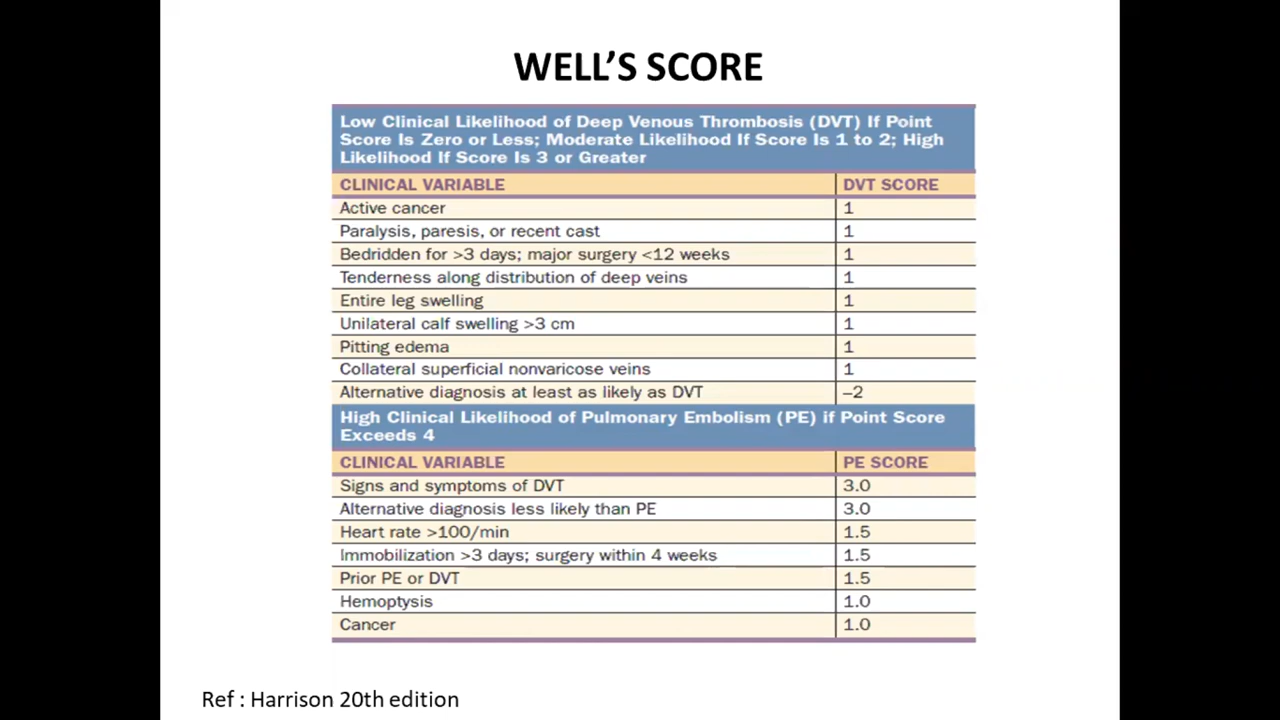 WELL’S SCORE
Low Clinical Likelihood of Deep Venous Thrombosis (DVT) If Point
Score Is Zero or Less; Moderate Likelihood If Score Is 1 to 2; High
Likelihood If Score Is 3 or Greater
CLINICAL VARIABLE DVT SCORE
Active cancer 1
Paralysis, paresis, or recent cast 1
Bedridden for >3 days; major surgery <12 weeks 1
Tenderness along distribution of deep veins 1
Entire leg swelling 1
Unilateral calf swelling >3 cm 1
Pitting edema 1
Collateral superficial nonvaricose veins 1
Alternative diagnosis at least as likely as DVT –2
High Clinical Likelihood of Pulmonary Embolism (PE) if Point Score
Exceeds 4
CLINICAL VARIABLE PE SCORE
Signs and symptoms of DVT 3.0
Alternative diagnosis less likely than PE 3.0
Heart rate >100/min 1.5
Immobilization >3 days; surgery within 4 weeks 1.5
Prior PE or DVT 1.5
Hemoptysis 1.0
Cancer 1.0
Ref : Harrison 20th edition